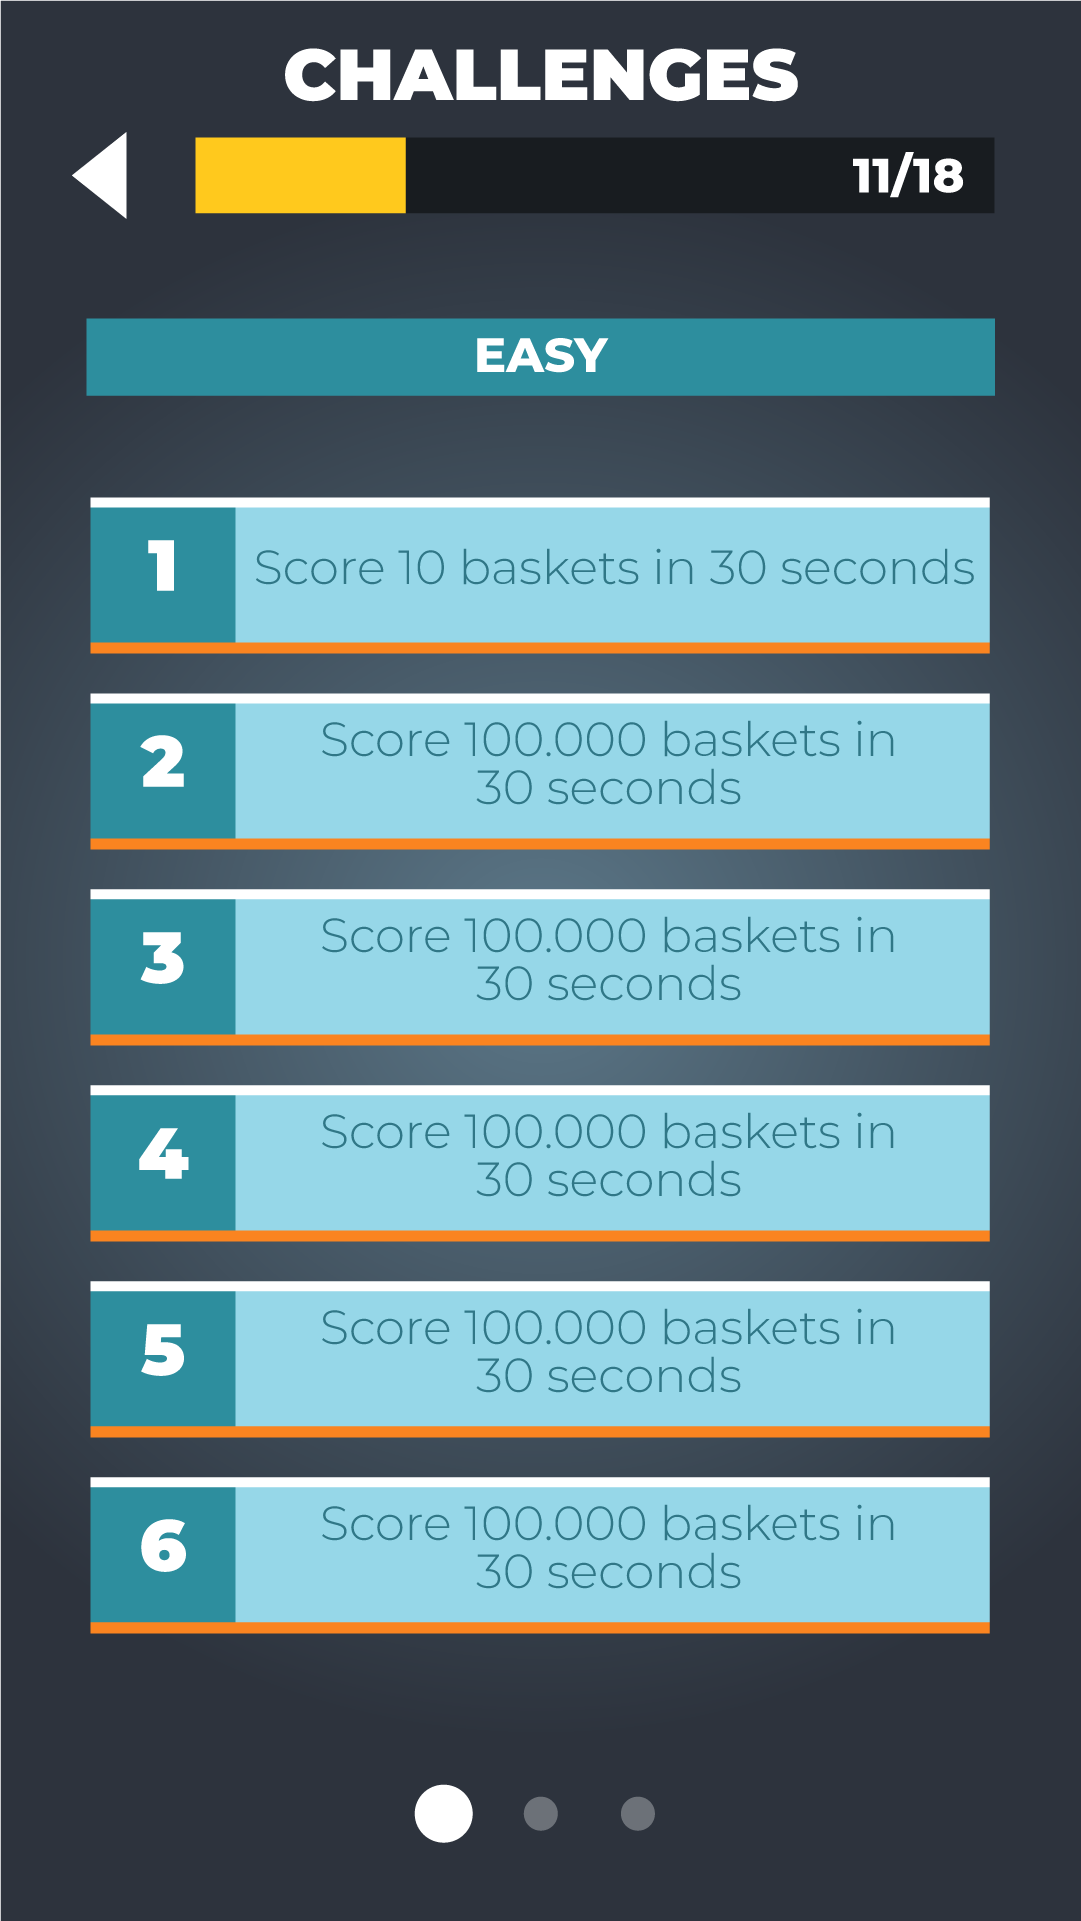 CHALLENGES
11/18
EASY
1
Score 10 baskets in 30 seconds
2
Score 100.000 baskets in
30 seconds
3
Score 100.000 baskets in
30 seconds
4
Score 100.000 baskets in
30 seconds
5
Score 100.000 baskets in
30 seconds
6
Score 100.000 baskets in
30 seconds